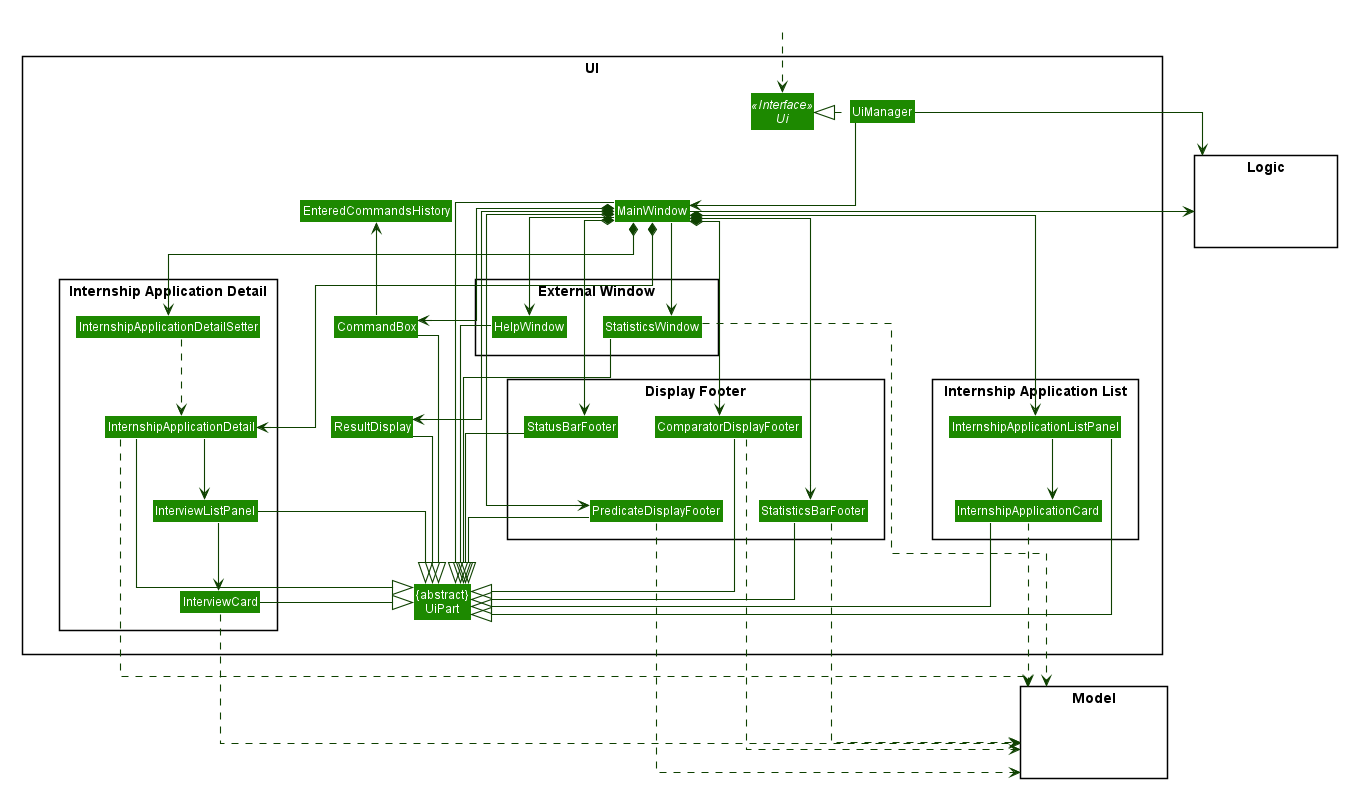 UI
«Interface»
Ui
UiManager
Logic
EnteredCommandsHistory
MainWindow
Internship Application Detail
External Window
InternshipApplicationDetailSetter
CommandBox
HelpWindow
StatisticsWindow
Display Footer
Internship Application List
InternshipApplicationDetail
ResultDisplay
StatusBarFooter
ComparatorDisplayFooter
InternshipApplicationListPanel
InterviewListPanel
PredicateDisplayFooter
StatisticsBarFooter
InternshipApplicationCard
InterviewCard
{abstract}
UiPart
Model